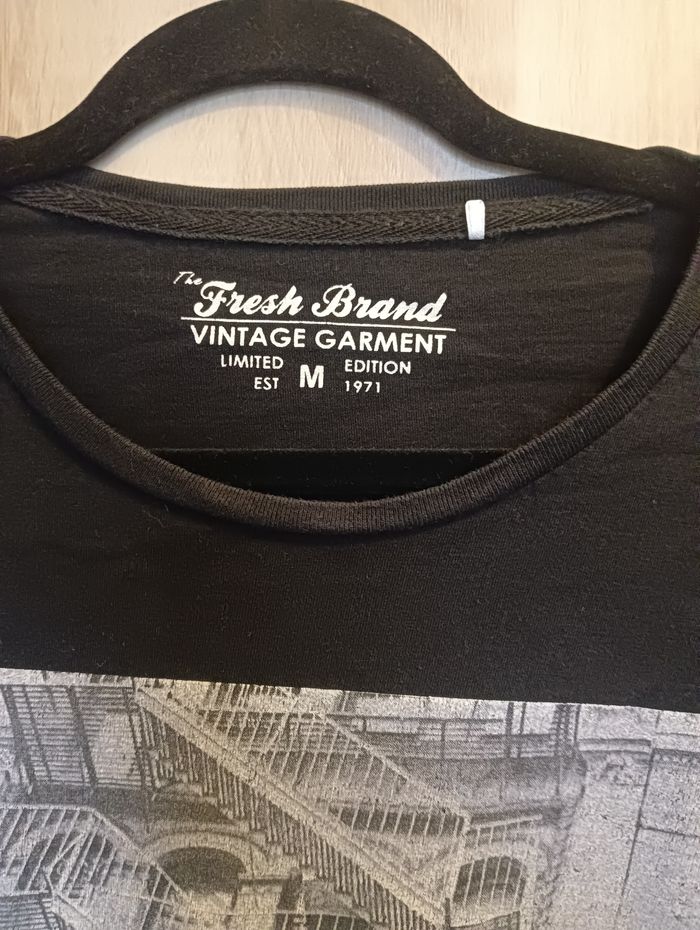 The Fresh Brand
VINTAGE GARMENT
LIMITED M EDITION
EST 1971